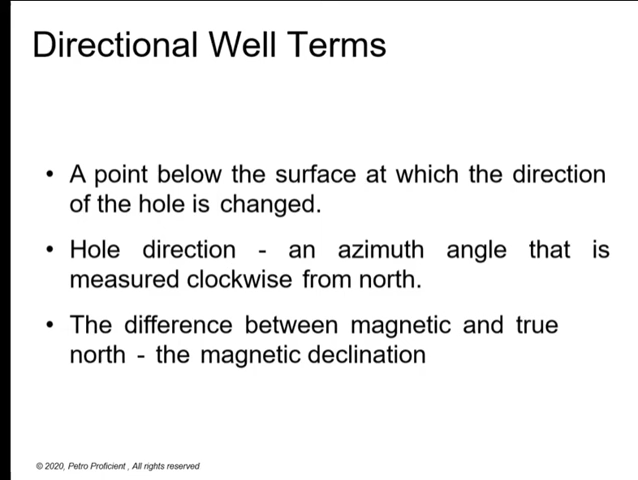 Directional Well Terms
• A point below the surface at which the direction
of the hole is changed.
• Hole direction - an azimuth angle that is
measured clockwise from north.
• The difference between magnetic and true
north - the magnetic declination
© 2020, Petro Proficient , All rights reserved